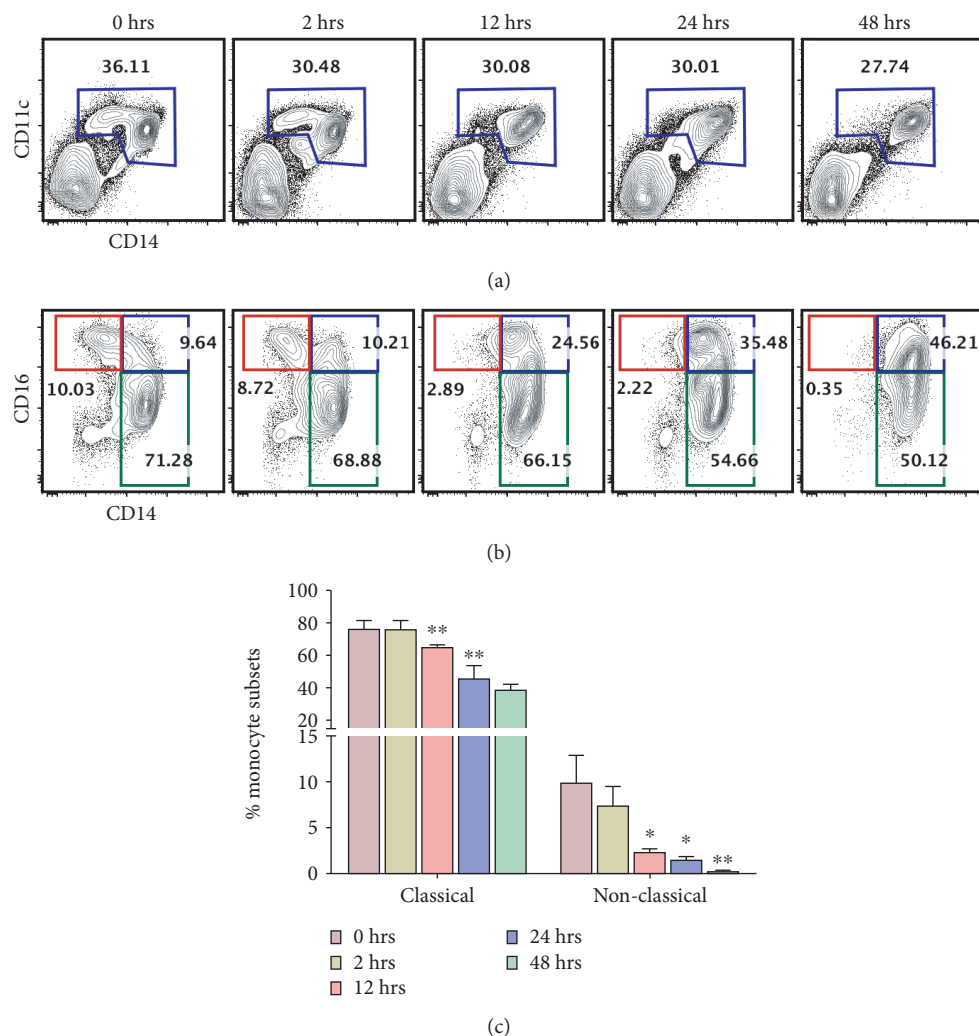 0 hrs 2 hrs 12 hrs 24 hrs 48 hrs
36.11 30.48 30.08 30.01 27.74
CD11c
CD14
(a)
9.64 10.21 24.56 35.48 46.21
CD16
10.03 8.72 2.89 2.22 0.35
71.28 68.88 66.15 54.66 50.12
CD14
(b)
100
80
60
40
20
15
10
5
0
% monocyte subsets
** **
* * **
Classical Non-classical
0 hrs 24 hrs
2 hrs 48 hrs
12 hrs
(c)